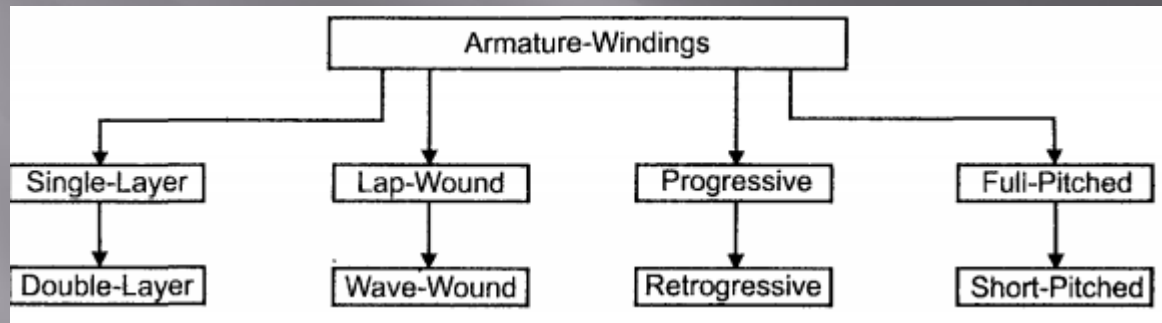 Armature-Windings
Single-Layer
Lap-Wound
Progressive
Full-Pitched
Double-Layer
Wave-Wound
Retrogressive
Short-Pitched